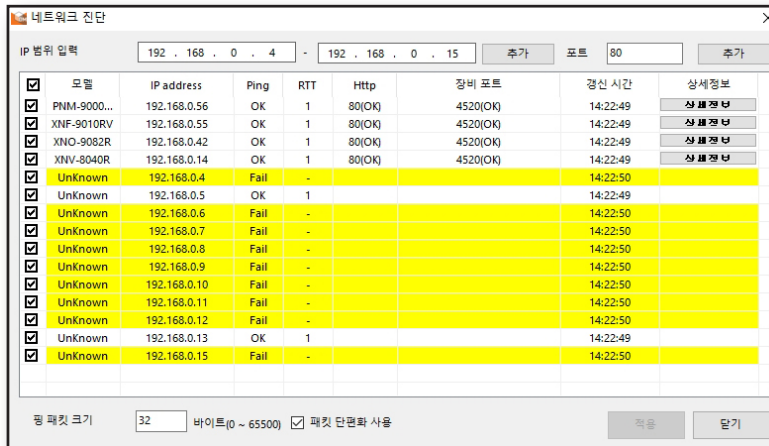 네트워크 진단
IP 범위 입력 192 . 168 . 0 . 4 - 192 . 168 . 0 . 15 추가 포트 80 추가
모델 IP address Ping RTT Http 장비 포트 갱신 시간 상세정보
PNM-9000... 192.168.0.56 OK 1 80(OK) 4520(OK) 14:22:49 상세정보
XNF-9010RV 192.168.0.55 OK 1 80(OK) 4520(OK) 14:22:49 상세정보
XNO-9082R 192.168.0.42 OK 1 80(OK) 4520(OK) 14:22:49 상세정보
XNV-8040R 192.168.0.14 OK 1 80(OK) 4520(OK) 14:22:49 상세정보
UnKnown 192.168.0.4 Fail - 14:22:50
UnKnown 192.168.0.5 OK 1 14:22:49
UnKnown 192.168.0.6 Fail - 14:22:50
UnKnown 192.168.0.7 Fail - 14:22:50
UnKnown 192.168.0.8 Fail - 14:22:50
UnKnown 192.168.0.9 Fail - 14:22:50
UnKnown 192.168.0.10 Fail - 14:22:50
UnKnown 192.168.0.11 Fail - 14:22:50
UnKnown 192.168.0.12 Fail - 14:22:50
UnKnown 192.168.0.13 OK 1 14:22:49
UnKnown 192.168.0.15 Fail - 14:22:50
핑 패킷 크기 32 바이트(0 ~ 65500) 패킷 단편화 사용 적용 닫기